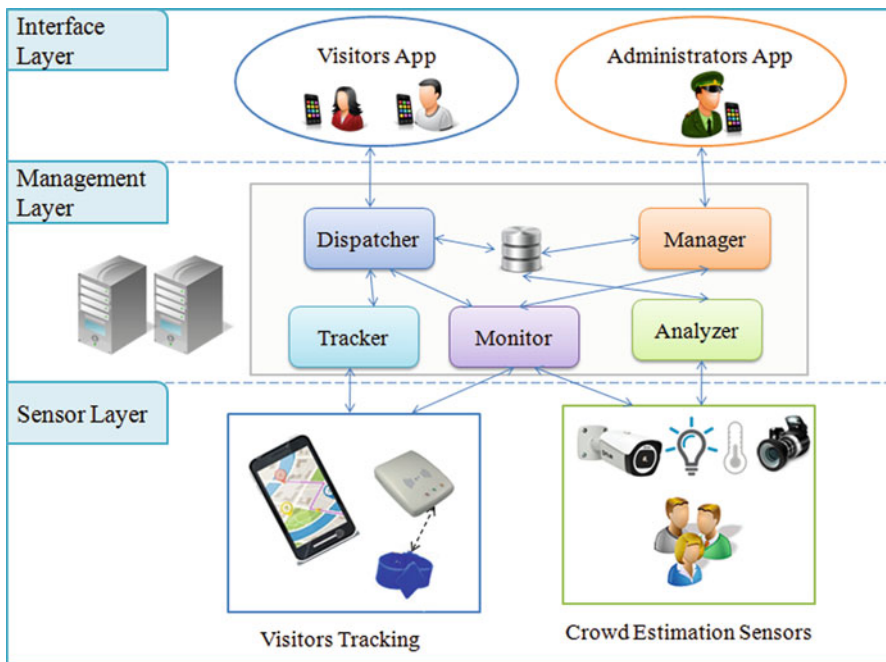 Interface
Layer
Visitors App
Administrators App
Management
Layer
Dispatcher
Manager
Tracker
Monitor
Analyzer
Sensor Layer
Visitors Tracking
Crowd Estimation Sensors